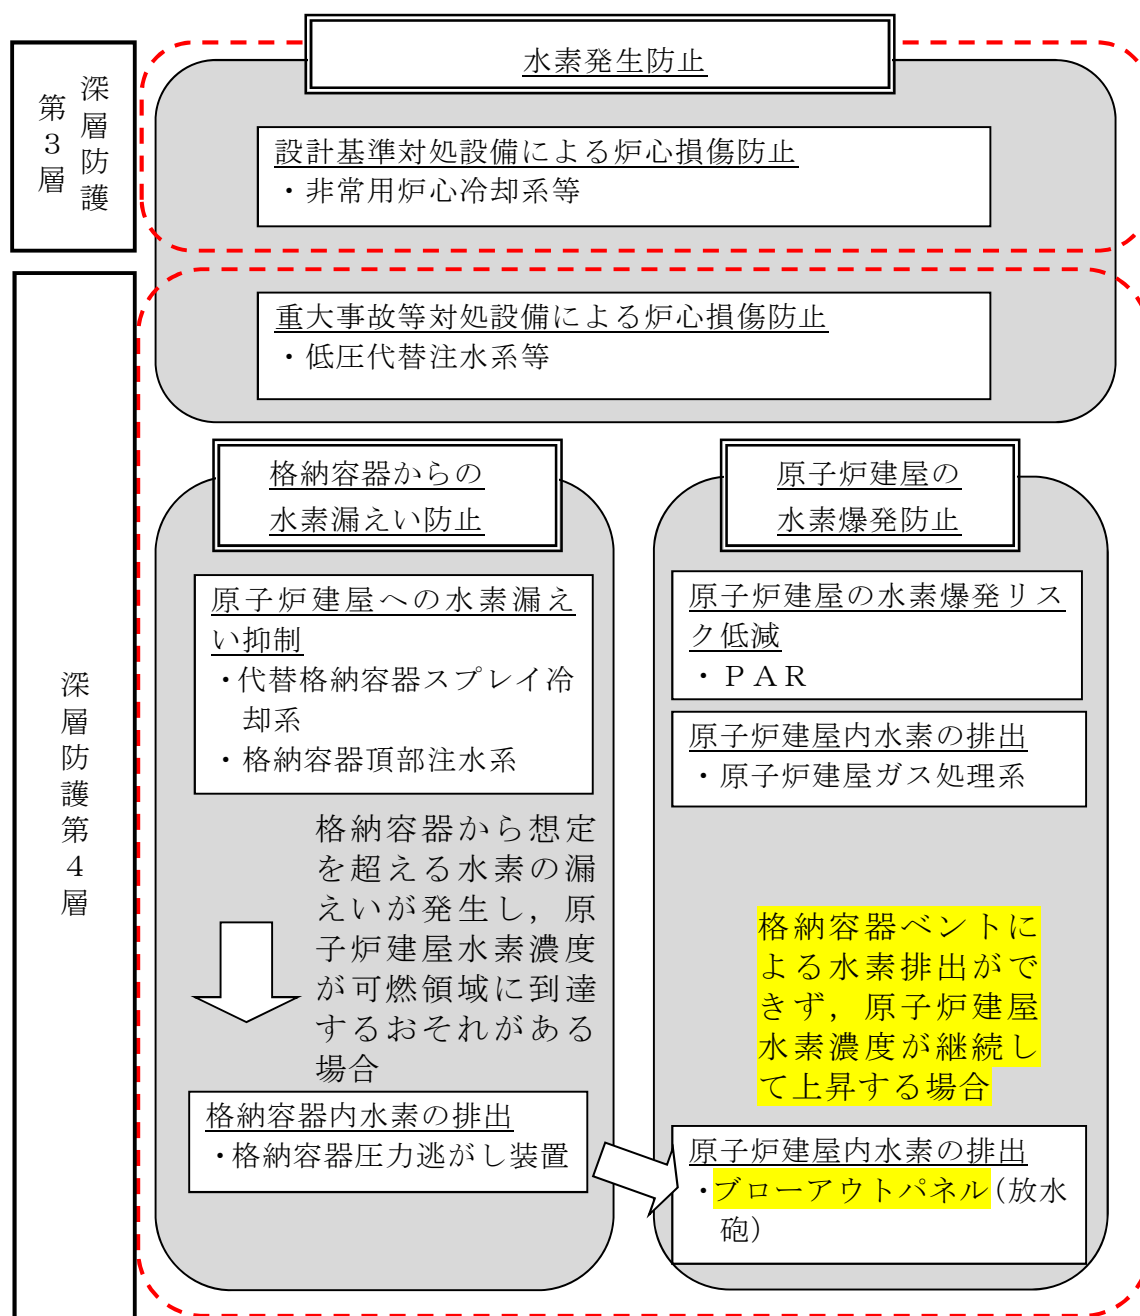 深層防護
第３層
水素発生防止
設計基準対処設備による炉心損傷防止
・非常用炉心冷却系等
深層防護第４層
重大事故等対処設備による炉心損傷防止
・低圧代替注水系等
格納容器からの
水素漏えい防止
原子炉建屋への水素漏え
い抑制
・代替格納容器スプレイ冷
却系
・格納容器頂部注水系
格納容器から想定
を超える水素の漏
えいが発生し，原
子炉建屋水素濃度
が可燃領域に到達
するおそれがある
場合
格納容器内水素の排出
・格納容器圧力逃がし装置
原子炉建屋の
水素爆発防止
原子炉建屋の水素爆発リス
ク低減
・ＰＡＲ
原子炉建屋内水素の排出
・原子炉建屋ガス処理系
格納容器ベントに
よる水素排出がで
きず，原子炉建屋
水素濃度が継続し
て上昇する場合
原子炉建屋内水素の排出
・ブローアウトパネル(放水
砲）